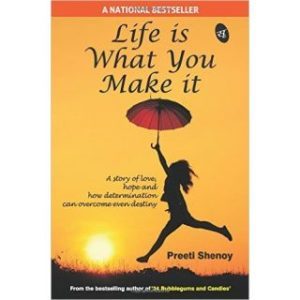 A NATIONAL BESTSELLER
Life is
What You
Make it
A story of love,
hope and
how determination
can overcome even destiny
Preeti Shenoy
From the bestselling author of '34 Bubblegums and Candies'